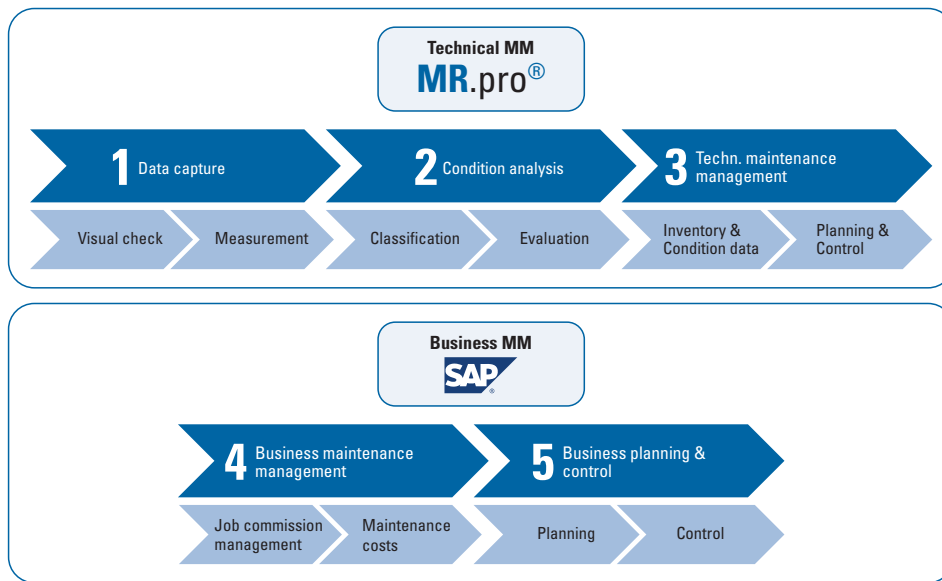 Technical MM
MR.pro®
1 Data capture
2 Condition analysis
3 Techn. maintenance
management
Visual check
Measurement
Classification
Evaluation
Inventory &
Condition data
Planning &
Control
Business MM
SAP®
4 Business maintenance
management
5 Business planning &
control
Job commission
management
Maintenance
costs
Planning
Control